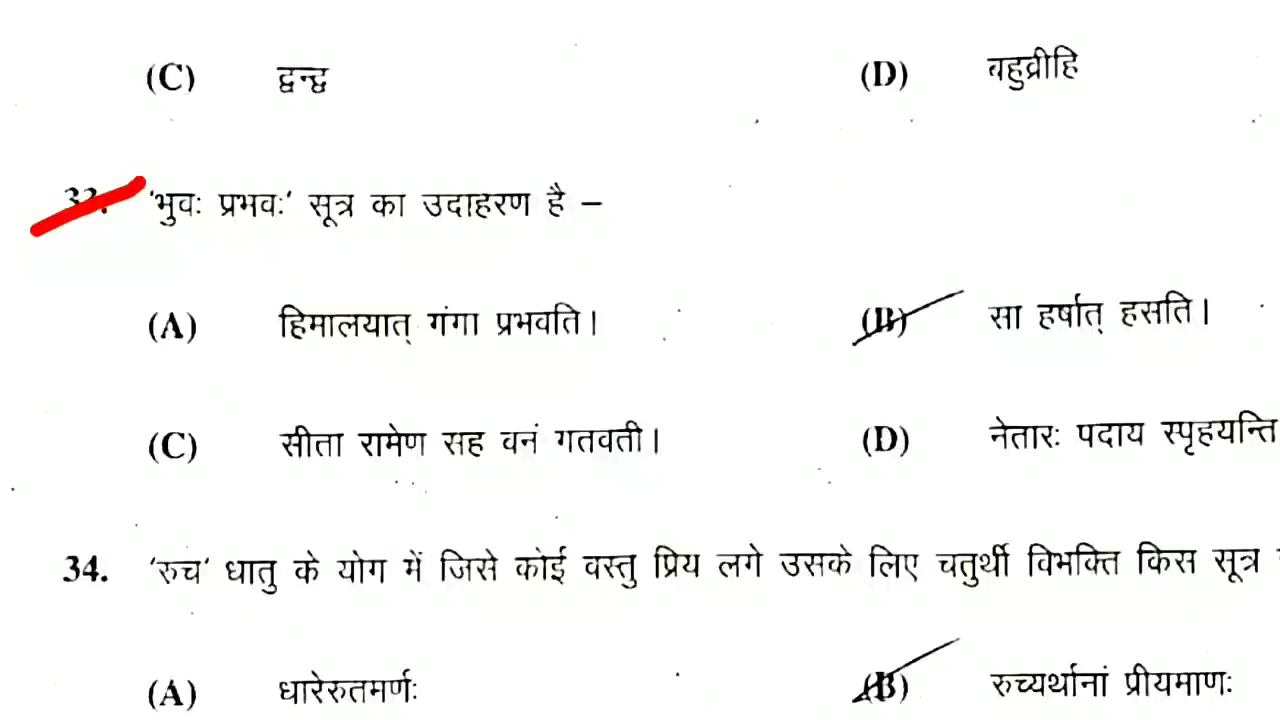 (C) द्वन्द्व (D) बहुव्रीहि
33. 'भुवः प्रभवः' सूत्र का उदाहरण है –
(A) हिमालयात् गंगा प्रभवति। (B) सा हर्षात् हसति।
(C) सीता रामेण सह वनं गतवती। (D) नेतारः पदाय स्पृहयन्ति
34. 'रुच' धातु के योग में जिसे कोई वस्तु प्रिय लगे उसके लिए चतुर्थी विभक्ति किस सूत्र
(A) धारेरुतमर्णः (B) रुच्यर्थानां प्रीयमाणः